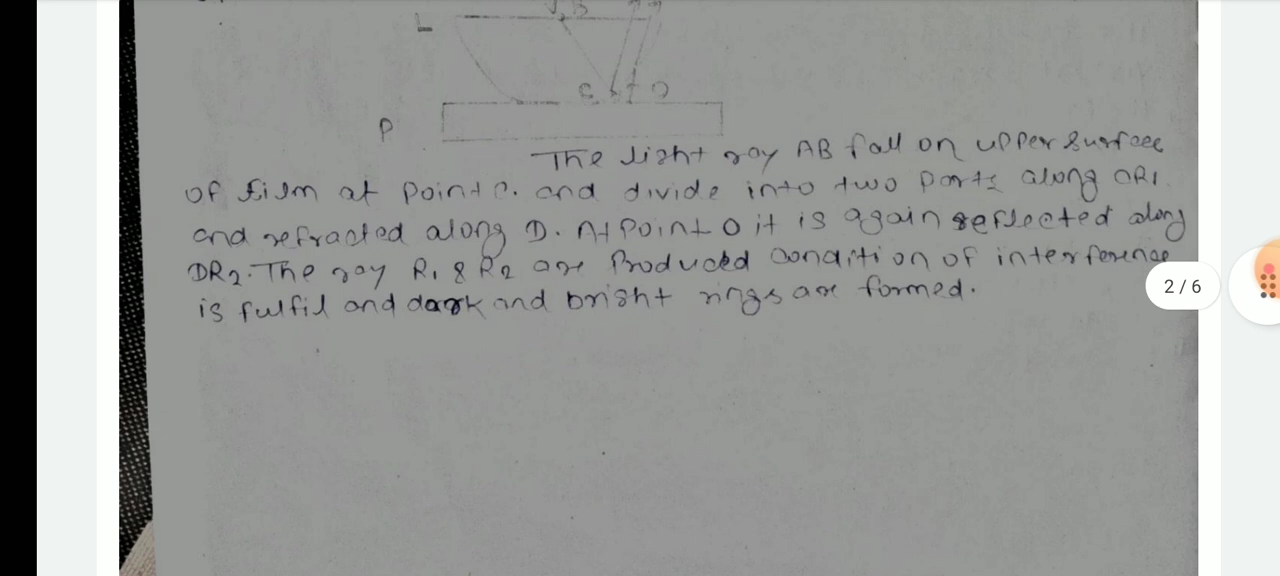 B
L
C D
P
The light ray AB fall on upper surface
of film at point C. and divide into two parts along CR1
and refracted along D. At point D it is again reflected along
DR2. The ray R1 & R2 are Produced condition of interference
is fulfil and dark and bright rings are formed.
2 / 6